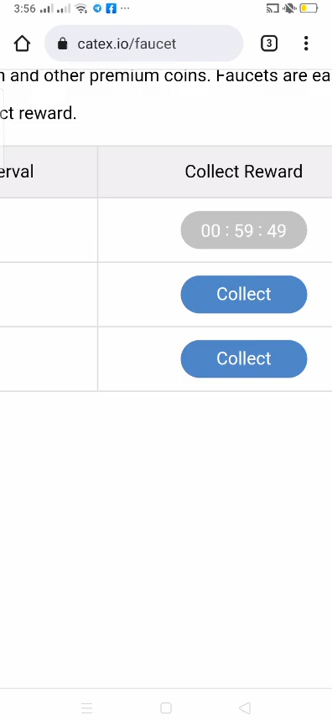 3:56
catex.io/faucet
3
n and other premium coins. Faucets are ea
ct reward.
erval
Collect Reward
00 : 59 : 49
Collect
Collect